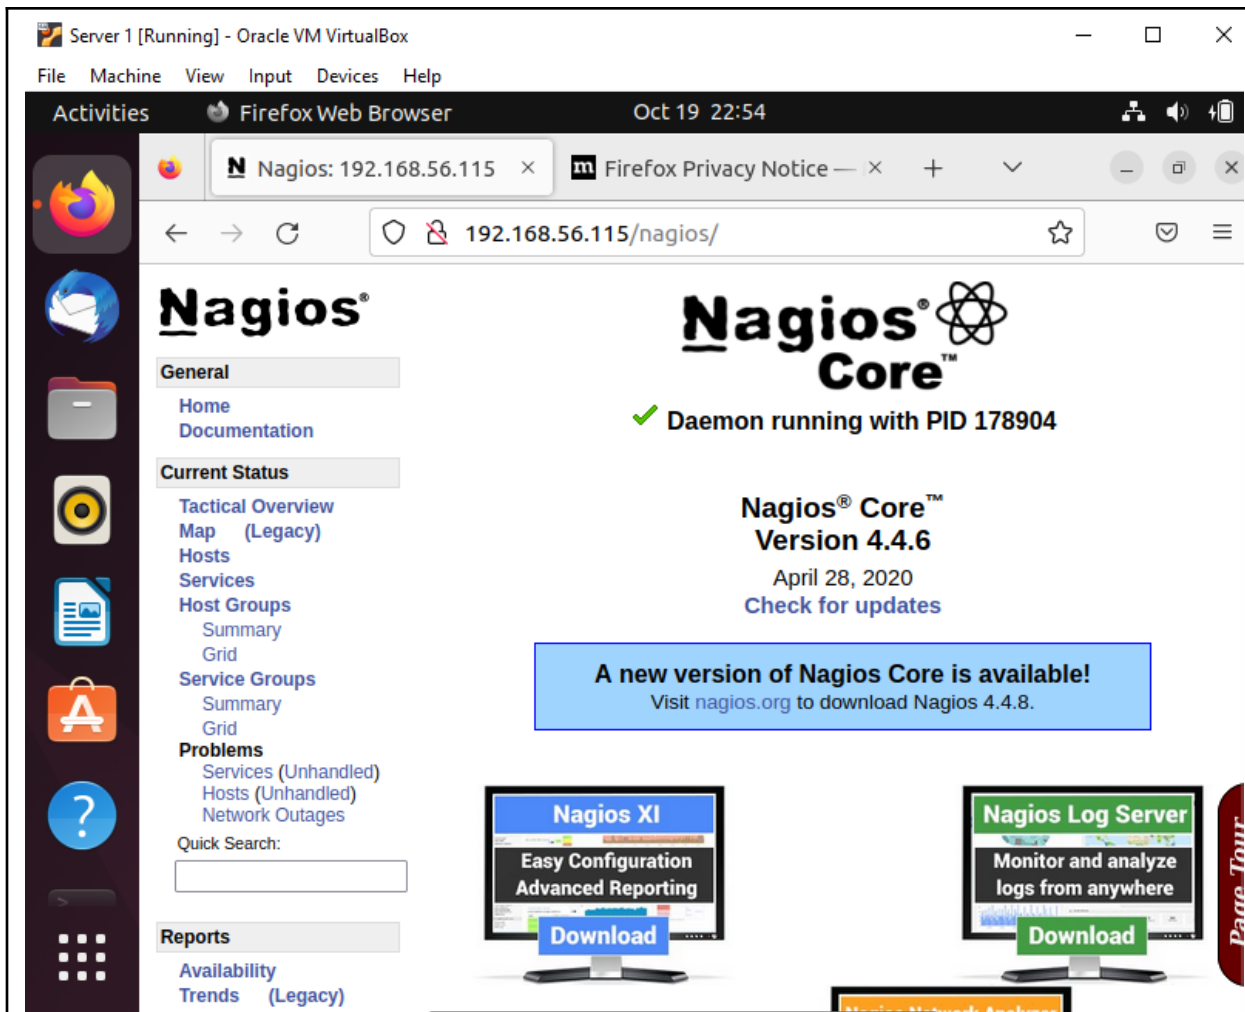 Server 1 [Running] - Oracle VM VirtualBox
File Machine View Input Devices Help
Activities Firefox Web Browser Oct 19 22:54
Nagios: 192.168.56.115 × Firefox Privacy Notice — ×
192.168.56.115/nagios/
Nagios®
General
Home
Documentation
Current Status
Tactical Overview
Map (Legacy)
Hosts
Services
Host Groups
Summary
Grid
Service Groups
Summary
Grid
Problems
Services (Unhandled)
Hosts (Unhandled)
Network Outages
Quick Search:
Reports
Availability
Trends (Legacy)
Nagios®
Core™
Daemon running with PID 178904
Nagios® Core™
Version 4.4.6
April 28, 2020
Check for updates
A new version of Nagios Core is available!
Visit nagios.org to download Nagios 4.4.8.
Nagios XI
Easy Configuration
Advanced Reporting
Download
Nagios Log Server
Monitor and analyze
logs from anywhere
Download
Page Tour
Nagios Network Analyzer